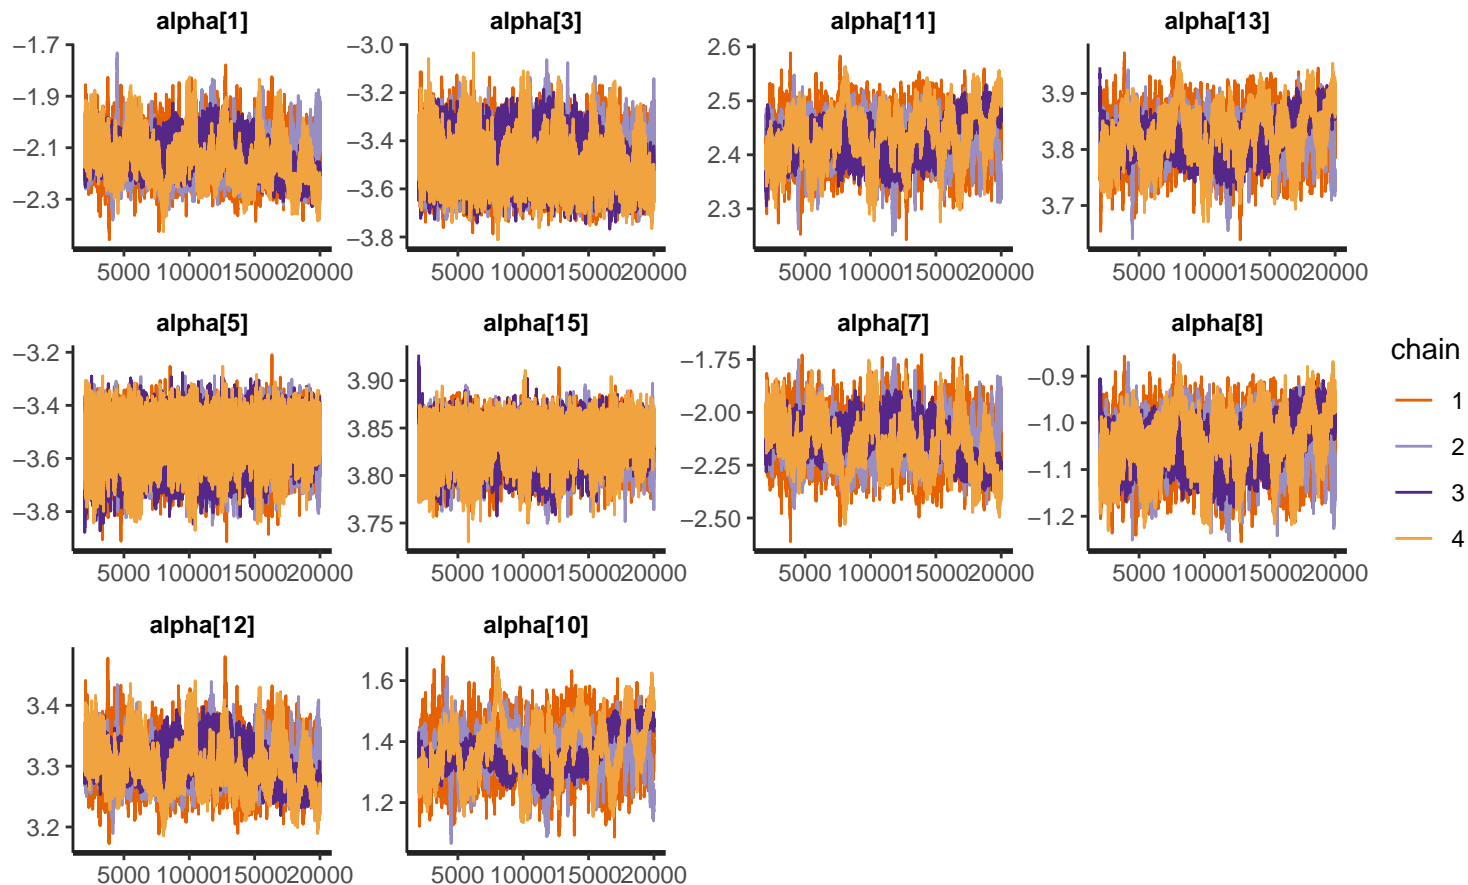 alpha[1] alpha[3] alpha[11] alpha[13]
−1.7 −3.0 2.6
−1.9 −3.2 2.5 3.9
−2.1 −3.4 2.4 3.8
−2.3 −3.6 2.3 3.7
−3.8
5000 10000 15000 20000 5000 10000 15000 20000 5000 10000 15000 20000 5000 10000 15000 20000
alpha[5] alpha[15] alpha[7] alpha[8]
−3.2 3.90 −1.75 −0.9
−3.4 3.85 −2.00 −1.0
−3.6 3.80 −2.25 −1.1
−3.8 3.75 −2.50 −1.2
5000 10000 15000 20000 5000 10000 15000 20000 5000 10000 15000 20000 5000 10000 15000 20000
chain
1
2
3
4
alpha[12] alpha[10]
3.4 1.6
3.3 1.4
3.2 1.2
5000 10000 15000 20000 5000 10000 15000 20000